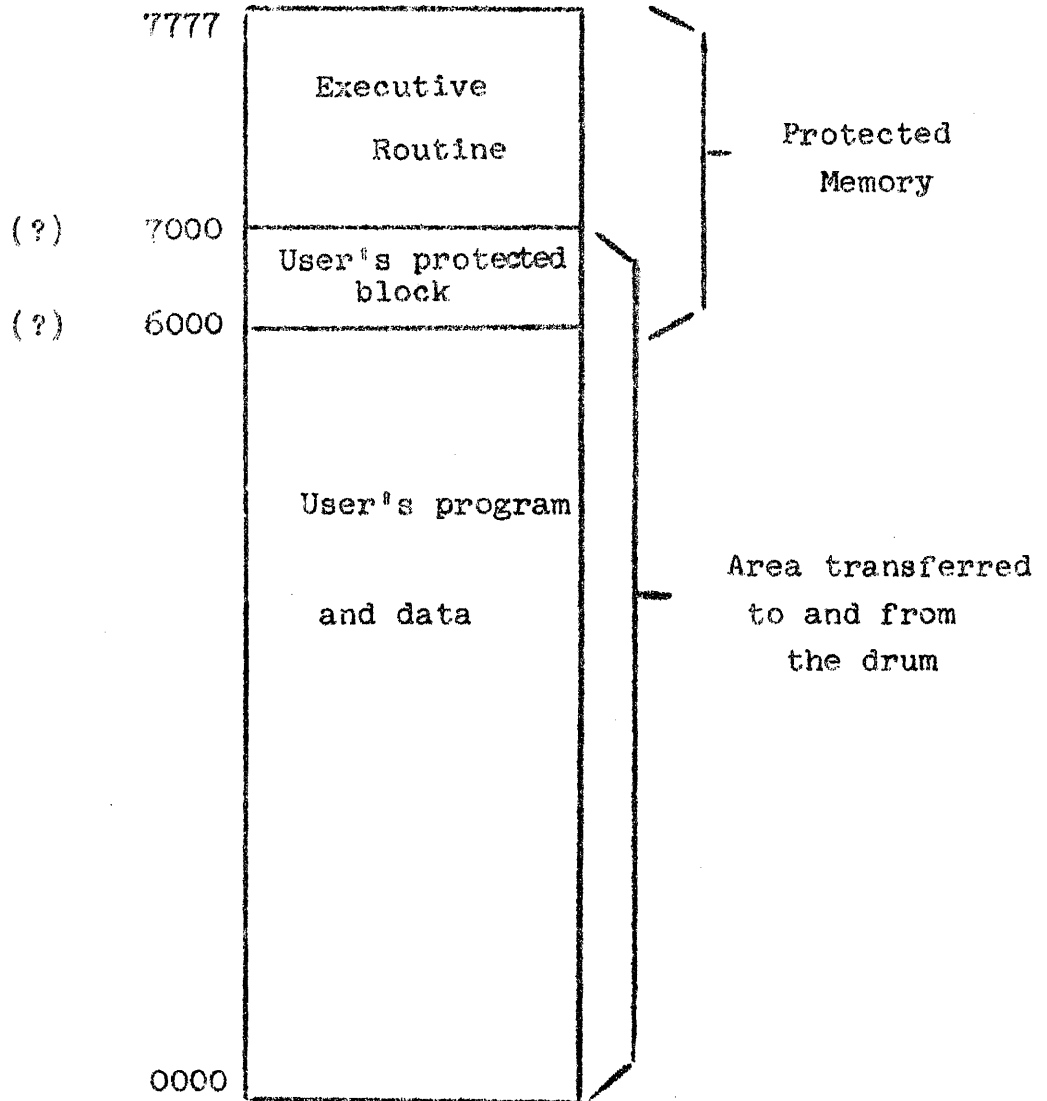 7777
Executive
Routine
Protected
Memory
(?) 7000
User's protected
block
(?) 6000
User's program
and data
Area transferred
to and from
the drum
0000